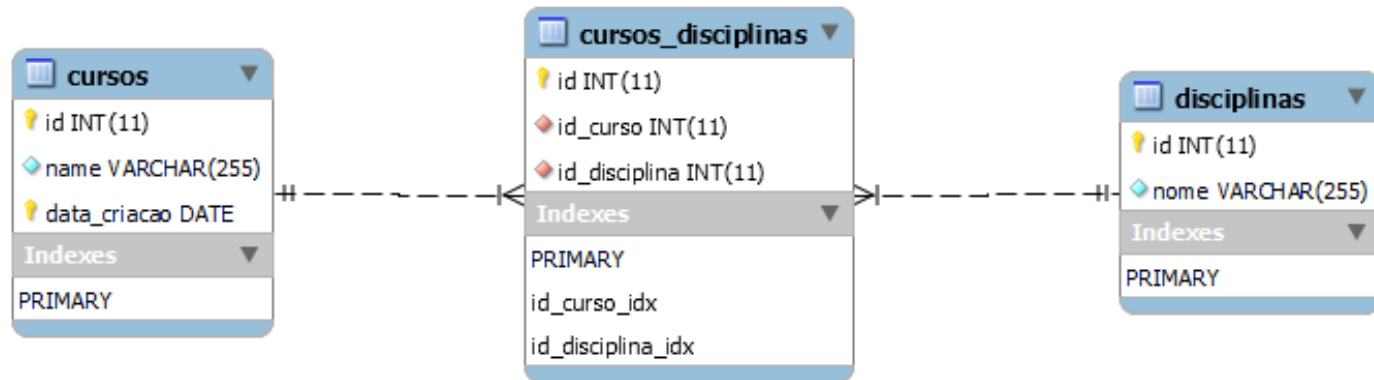 cursos
id INT(11)
name VARCHAR(255)
data_criacao DATE
Indexes
PRIMARY
cursos_disciplinas
id INT(11)
id_curso INT(11)
id_disciplina INT(11)
Indexes
PRIMARY
id_curso_idx
id_disciplina_idx
disciplinas
id INT(11)
nome VARCHAR(255)
Indexes
PRIMARY